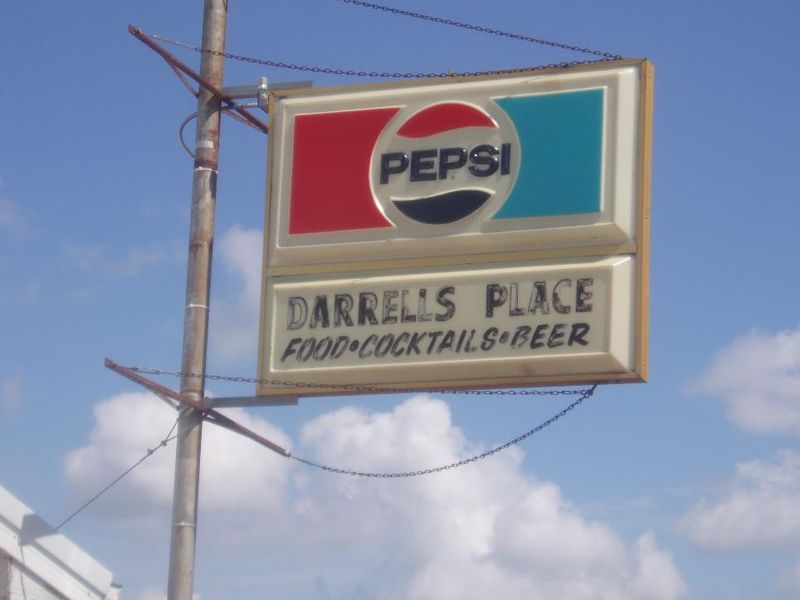 PEPSI
DARRELLS PLACE
FOOD•COCKTAILS•BEER